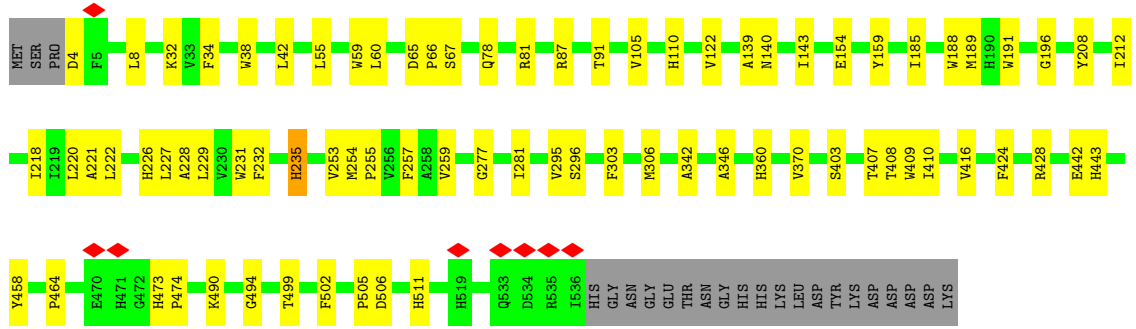 MET SER PRO D4 F5 L8 K32 V33 F34 W38 L42 L55 W59 L60 D65 P66 S67 Q78 R81 R87 T91 V105 H110 V122 A139 N140 I143 E154 Y159 I185 W188 M189 H190 W191 G196 Y208 I212
I218 I219 L220 A221 L222 H226 L227 A228 L229 V230 W231 F232 H235 V253 M254 P255 V256 F257 A258 V259 G277 I281 V295 S296 F303 M306 A342 A346 H360 V370 S403 T407 T408 W409 I410 V416 F424 R428 E442 H443
Y458 P464 E470 H471 G472 H473 P474 K490 G494 T499 F502 P505 D506 H511 H519 Q533 D534 R535 I536 HIS GLY ASN GLY GLU THR ASN GLY HIS HIS LYS LEU ASP TYR LYS ASP ASP ASP ASP LYS